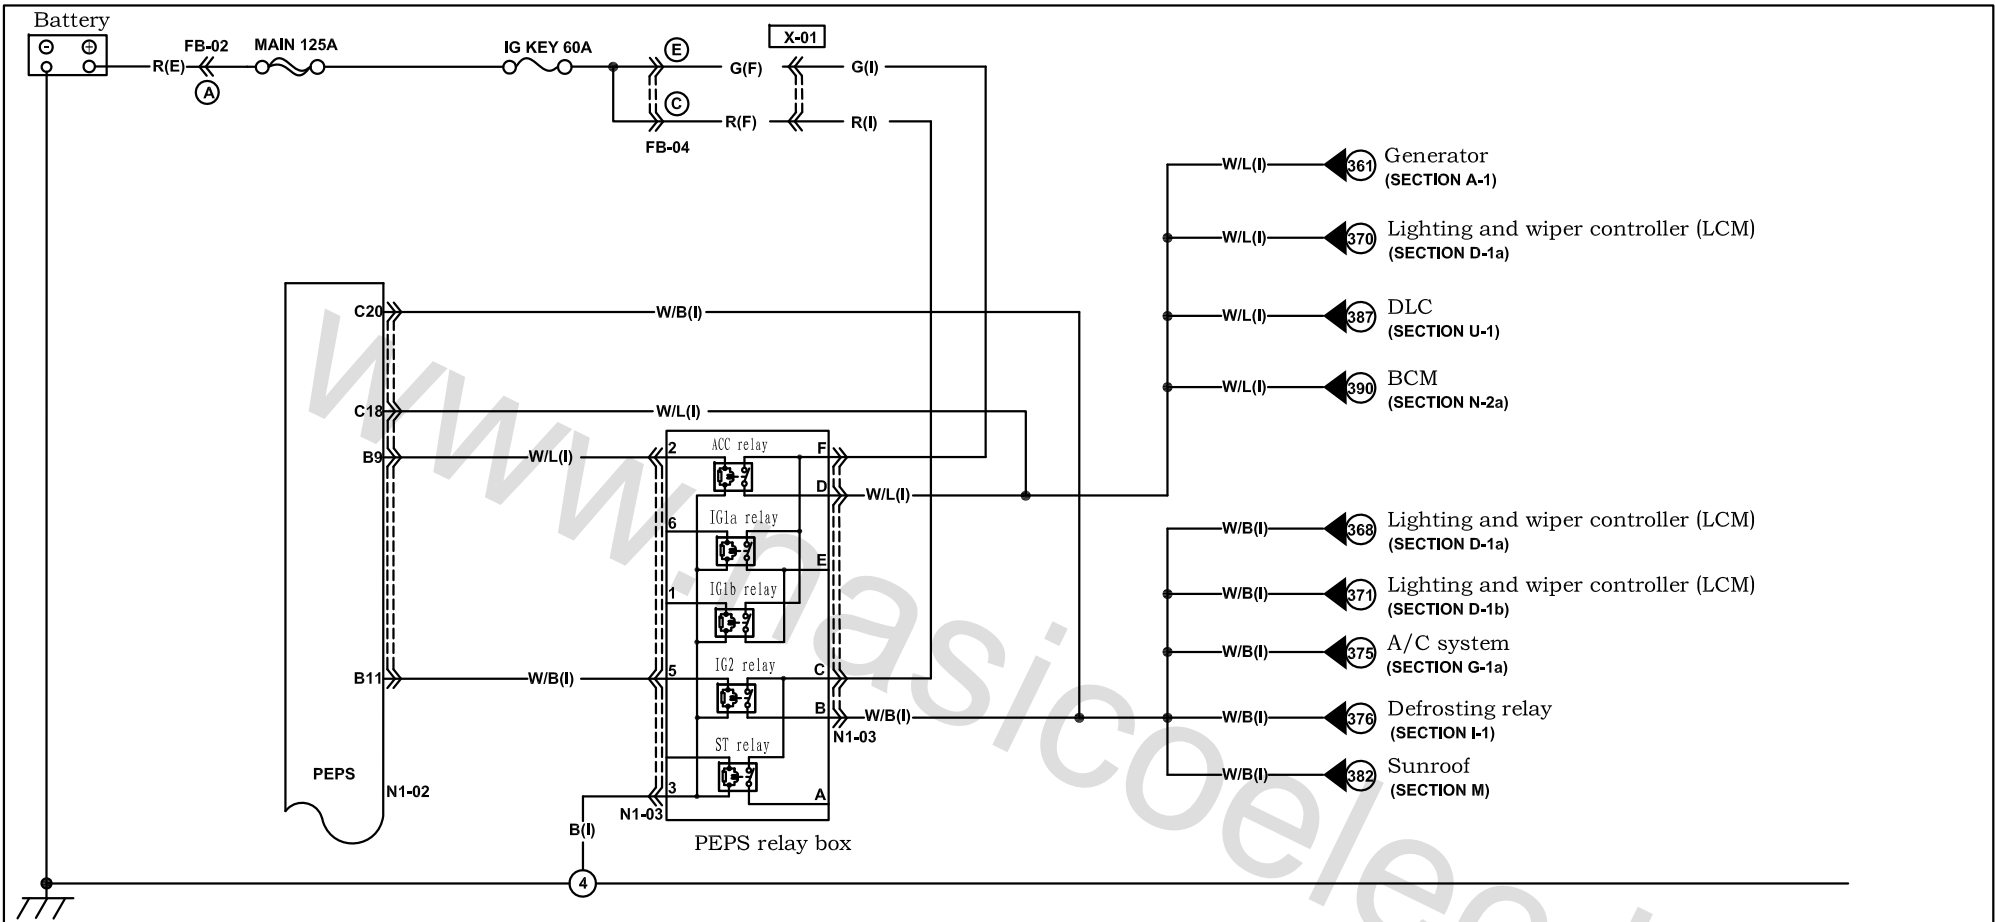 Battery
FB-02 MAIN 125A IG KEY 60A E X-01
R(E) G(F) G(I)
A
C
R(F) R(I)
FB-04
W/L(I) 361 Generator
(SECTION A-1)
W/L(I) 370 Lighting and wiper controller (LCM)
(SECTION D-1a)
W/L(I) 387 DLC
(SECTION U-1)
W/L(I) 390 BCM
(SECTION N-2a)
C20 W/B(I)
C18 W/L(I)
B9 W/L(I) 2 ACC relay F
D W/L(I)
6 IG1a relay
E
1 IG1b relay
B11 W/B(I) 5 IG2 relay C
B W/B(I)
N1-03
ST relay
3 A
W/B(I) 368 Lighting and wiper controller (LCM)
(SECTION D-1a)
W/B(I) 371 Lighting and wiper controller (LCM)
(SECTION D-1b)
W/B(I) 375 A/C system
(SECTION G-1a)
W/B(I) 376 Defrosting relay
(SECTION I-1)
W/B(I) 382 Sunroof
(SECTION M)
PEPS
N1-02
N1-03
B(I)
PEPS relay box
4
www.nasicoelec